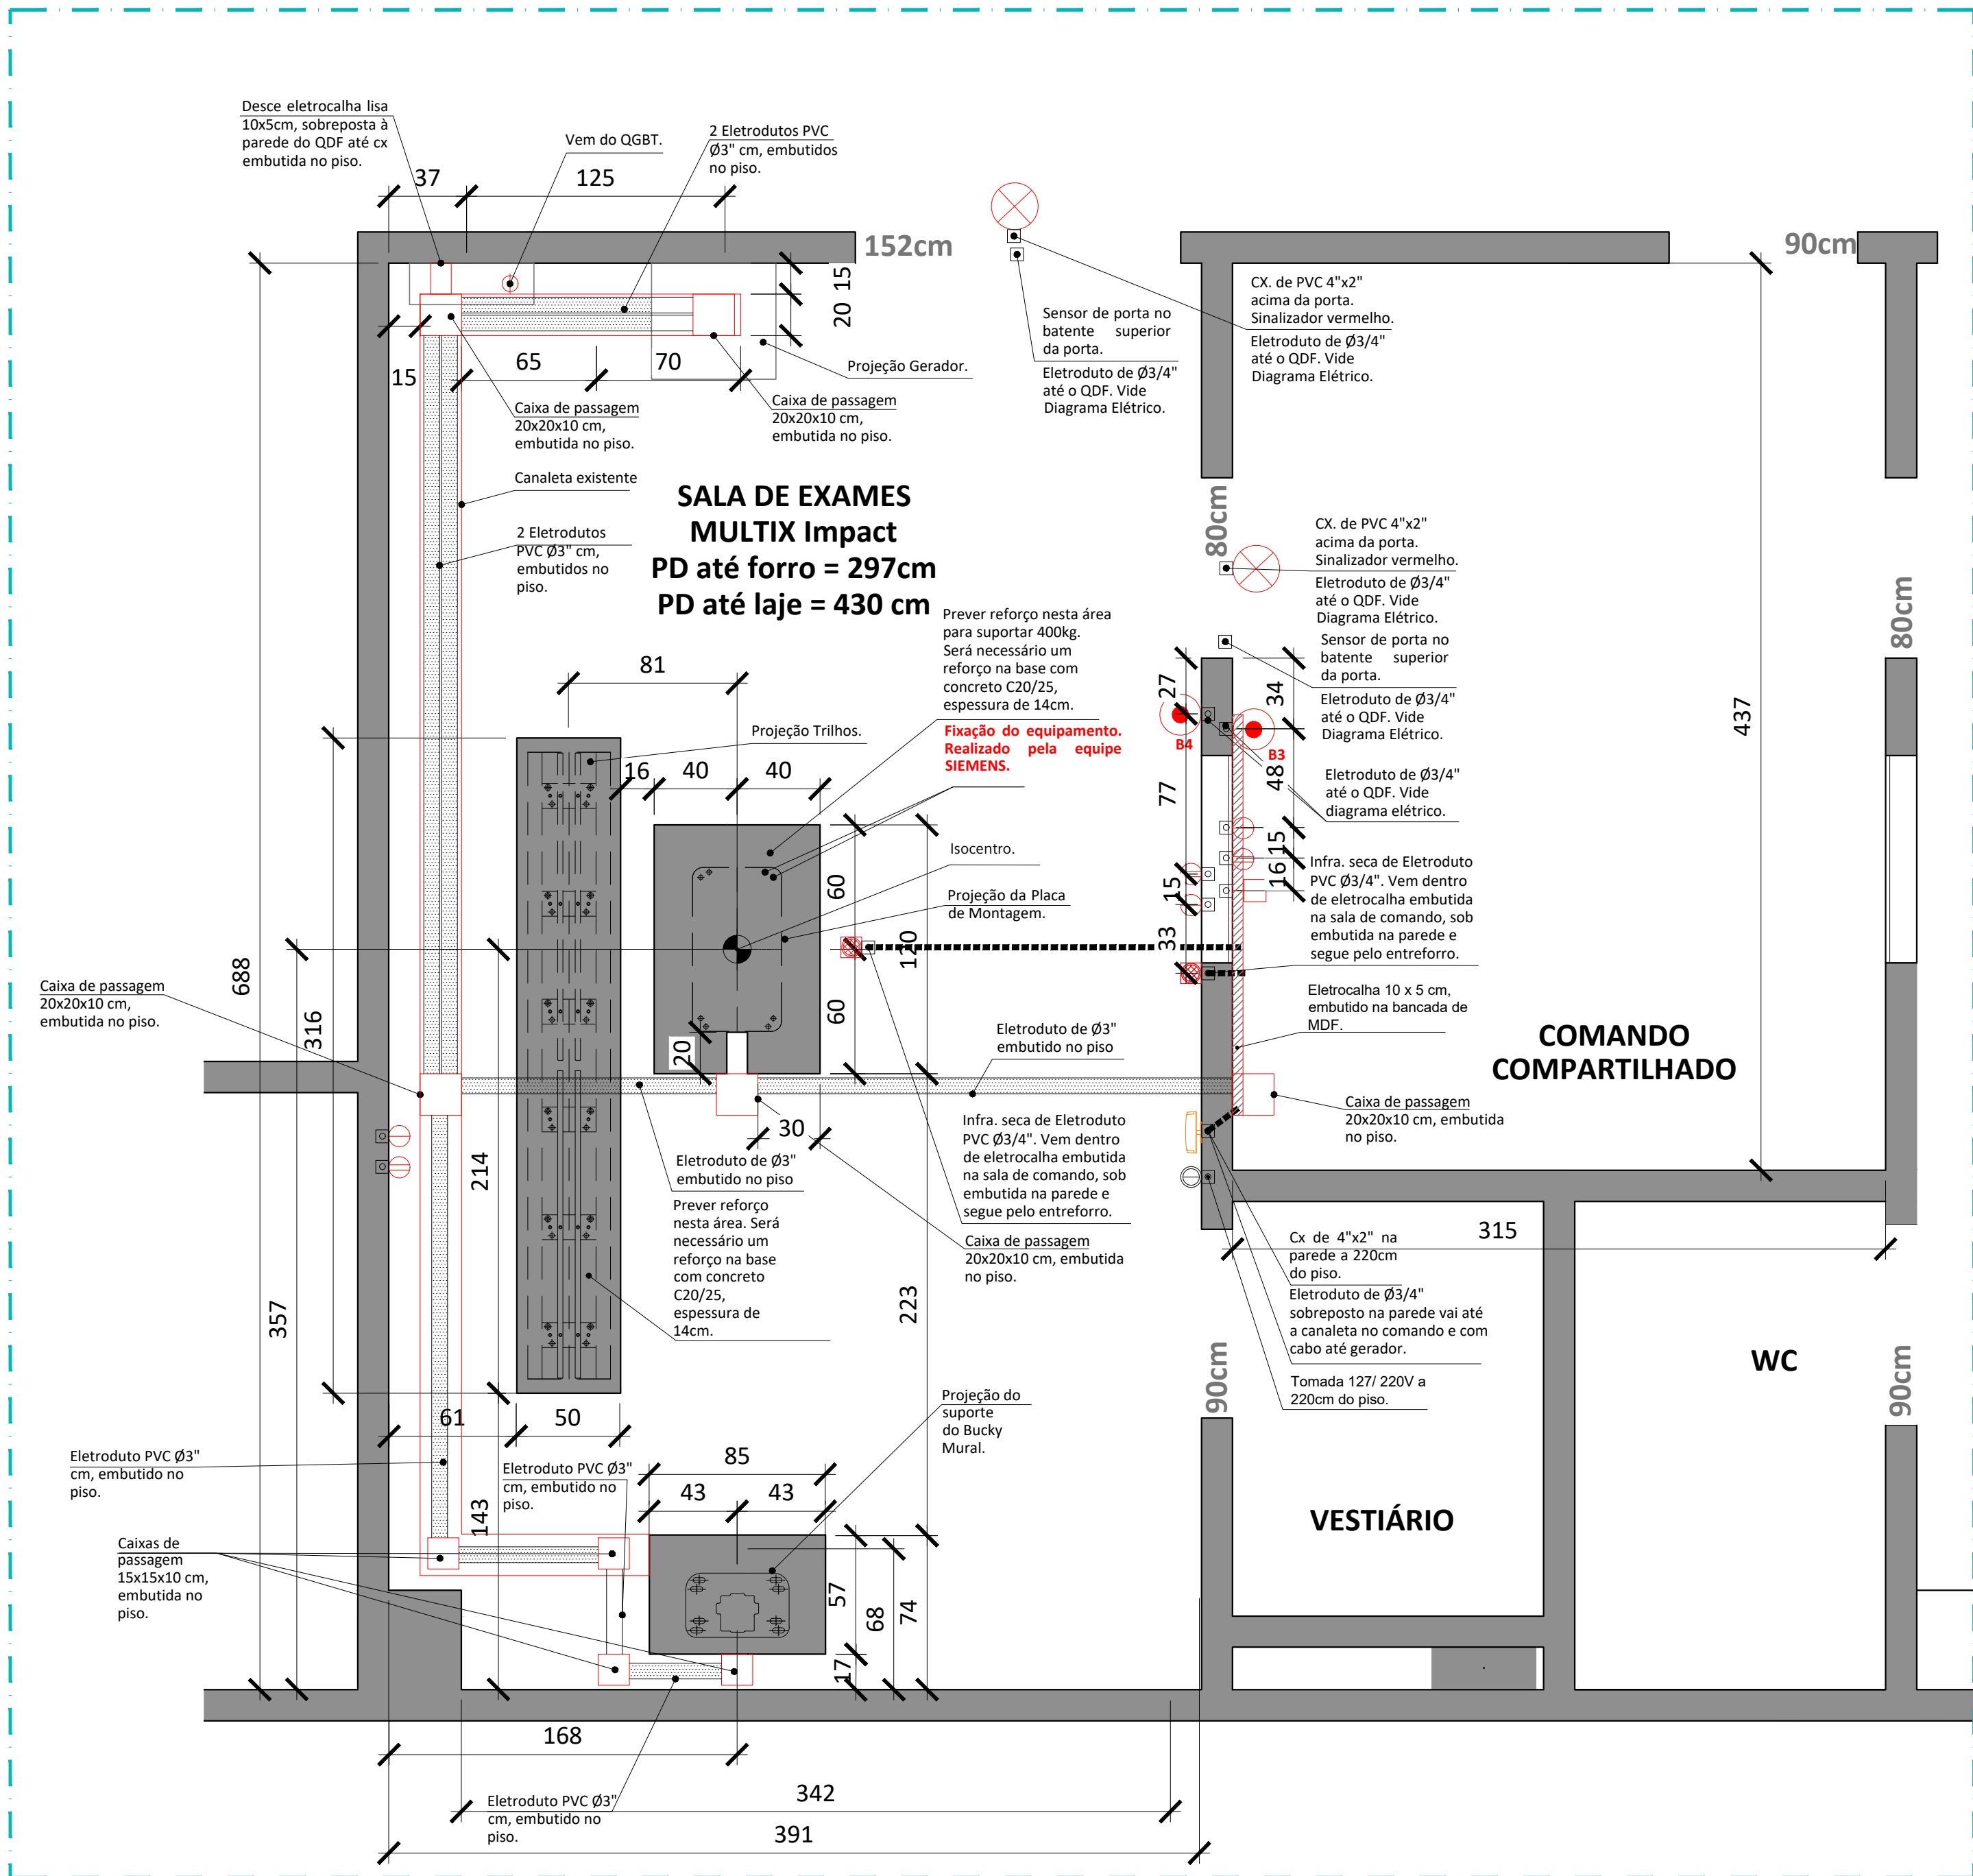 Desce eletrocalha lisa
10x5cm, sobreposta à
parede do QDF até cx
embutida no piso.
Vem do QGBT.
2 Eletrodutos PVC
Ø3" cm, embutidos
no piso.
37
125
152cm
90cm
15
20
CX. de PVC 4"x2"
acima da porta.
Sinalizador vermelho.
Eletroduto de Ø3/4"
até o QDF. Vide
Diagrama Elétrico.
Sensor de porta no
batente superior
da porta.
Eletroduto de Ø3/4"
até o QDF. Vide
Diagrama Elétrico.
Projeção Gerador.
15
65
70
Caixa de passagem
20x20x10 cm,
embutida no piso.
Caixa de passagem
20x20x10 cm,
embutida no piso.
Canaleta existente
2 Eletrodutos
PVC Ø3" cm,
embutidos no
piso.
SALA DE EXAMES
MULTIX Impact
PD até forro = 297cm
PD até laje = 430 cm
80cm
CX. de PVC 4"x2"
acima da porta.
Sinalizador vermelho.
Eletroduto de Ø3/4"
até o QDF. Vide
Diagrama Elétrico.
Sensor de porta no
batente superior
da porta.
Eletroduto de Ø3/4"
até o QDF. Vide
Diagrama Elétrico.
Eletroduto de Ø3/4"
até o QDF. Vide
diagrama elétrico.
80cm
437
Prever reforço nesta área
para suportar 400kg.
Será necessário um
reforço na base com
concreto C20/25,
espessura de 14cm.
Fixação do equipamento.
Realizado pela equipe
SIEMENS.
81
Projeção Trilhos.
16
40
40
27
34
B4
B3
48
77
15
16
15
33
Isocentro.
Projeção da Placa
de Montagem.
60
120
60
20
Infra. seca de Eletroduto
PVC Ø3/4". Vem dentro
de eletrocalha embutida
na sala de comando, sob
embutida na parede e
segue pelo entreforro.
Eletrocalha 10 x 5 cm,
embutido na bancada de
MDF.
COMANDO
COMPARTILHADO
688
316
357
Caixa de passagem
20x20x10 cm,
embutida no piso.
Eletroduto de Ø3"
embutido no piso
Caixa de passagem
20x20x10 cm, embutida
no piso.
30
214
Eletroduto de Ø3"
embutido no piso
Prever reforço
nesta área. Será
necessário um
reforço na base
com concreto
C20/25,
espessura de
14cm.
Infra. seca de Eletroduto
PVC Ø3/4". Vem dentro
de eletrocalha embutida
na sala de comando, sob
embutida na parede e
segue pelo entreforro.
Caixa de passagem
20x20x10 cm, embutida
no piso.
223
315
Cx de 4"x2" na
parede a 220cm
do piso.
Eletroduto de Ø3/4"
sobreposto na parede vai até
a canaleta no comando e com
cabo até gerador.
Tomada 127/ 220V a
220cm do piso.
90cm
WC
90cm
VESTIÁRIO
61
50
Eletroduto PVC Ø3"
cm, embutido no
piso.
Caixas de
passagem
15x15x10 cm,
embutida no
piso.
Eletroduto PVC Ø3"
cm, embutido no
piso.
143
85
43
43
Projeção do
suporte
do Bucky
Mural.
57
68
74
17
168
Eletroduto PVC Ø3"
cm, embutido no
piso.
342
391